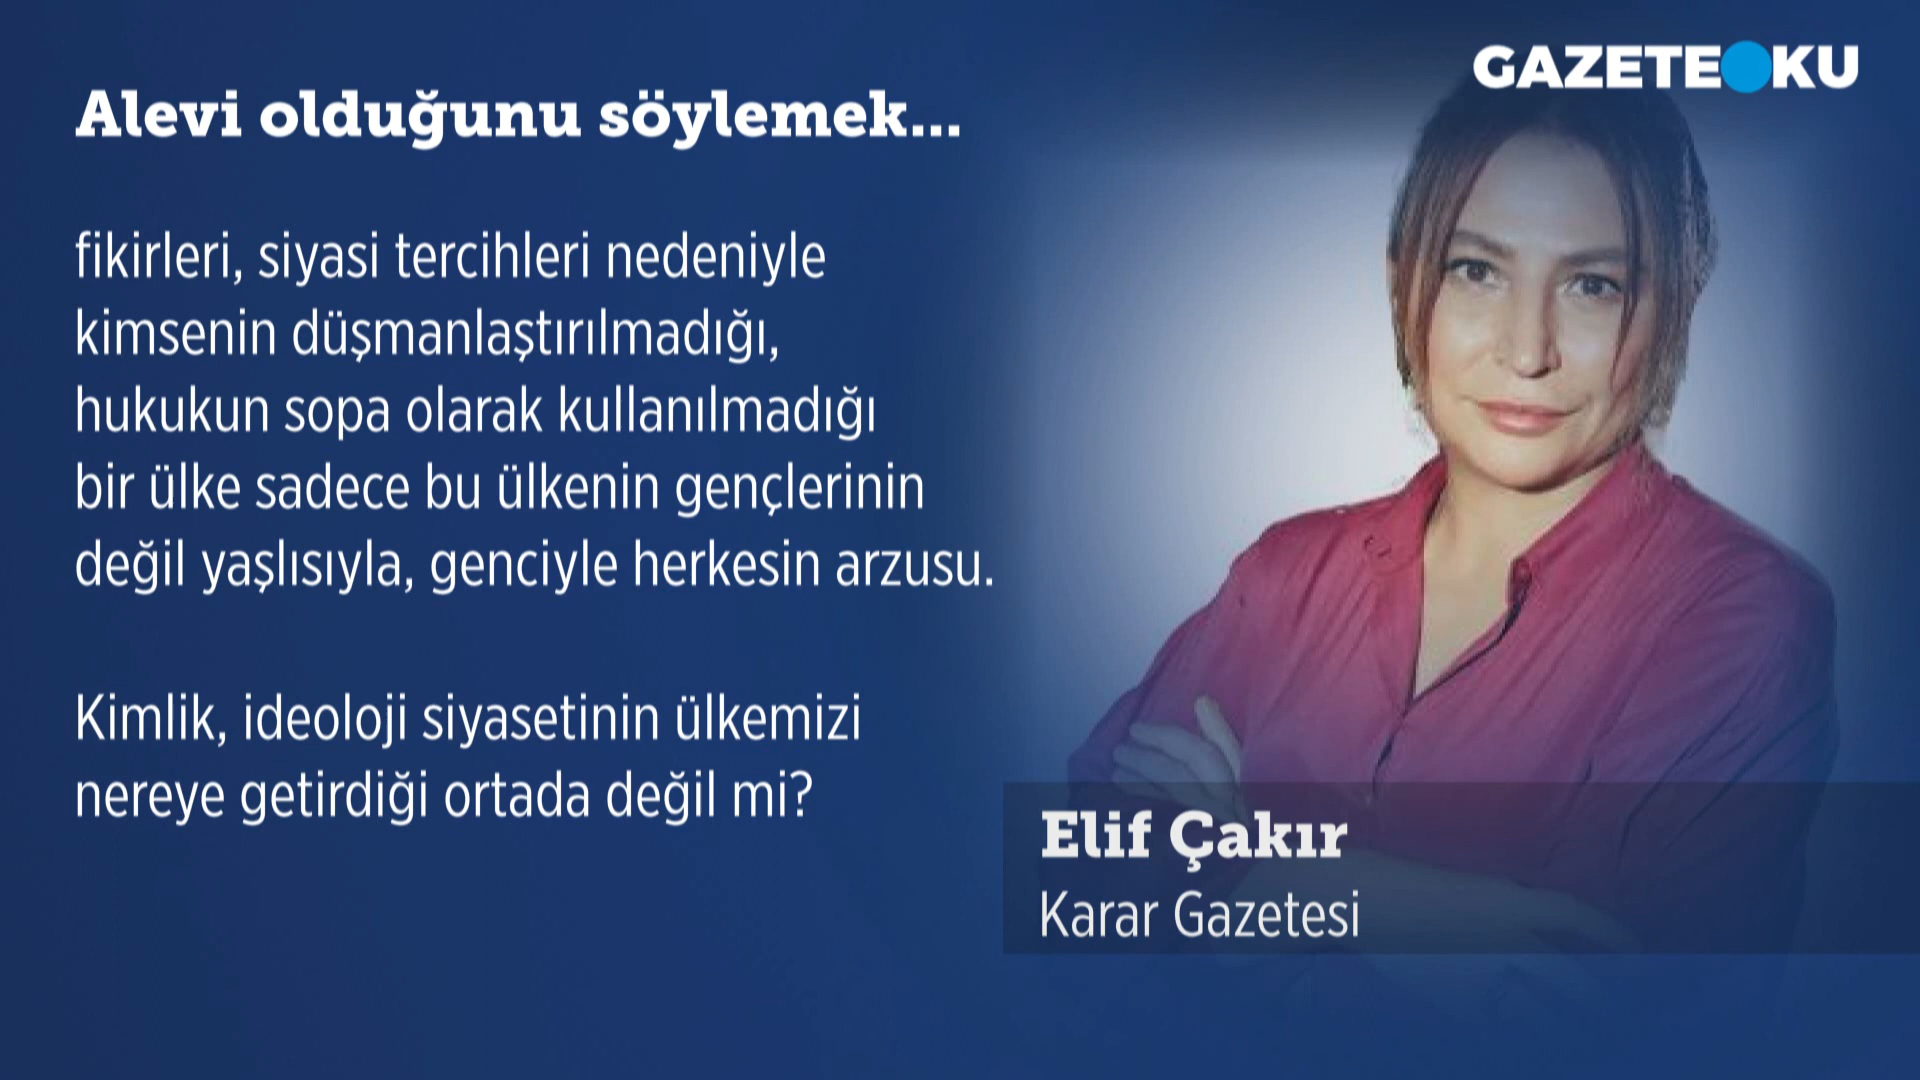 GAZETE OKU
Alevi olduğunu söylemek...
fikirleri, siyasi tercihleri nedeniyle
kimsenin düşmanlaştırılmadığı,
hukukun sopa olarak kullanılmadığı
bir ülke sadece bu ülkenin gençlerinin
değil yaşlısıyla, genciyle herkesin arzusu.
Kimlik, ideoloji siyasetinin ülkemizi
nereye getirdiği ortada değil mi?
Elif Çakır
Karar Gazetesi